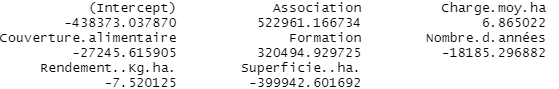 (Intercept) Association Charge.moy.ha
-438373.037870 522961.166734 6.865022
Couverture.alimentaire Formation Nombre.d.années
-27245.615905 320494.929725 -18185.296882
Rendement..Kg.ha. Superficie..ha.
-7.520125 -399942.601692